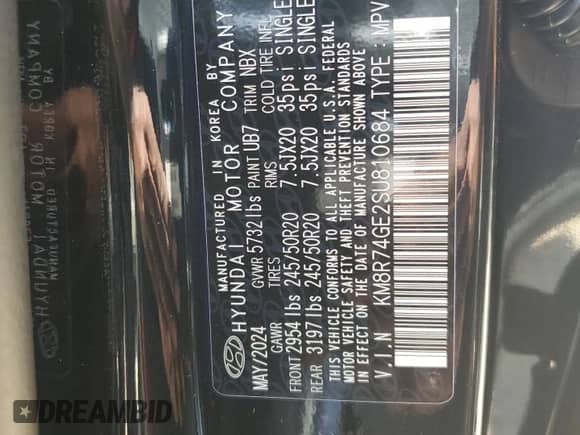 MANUFACTURED IN KOREA BY
HYUNDAI MOTOR COMPANY
MAY/2024 GVWR 5732 lbs PAINT UB7 TRIM NBX
GAWR TIRES RIMS COLD TIRE INFL
FRONT 2954 lbs 245/50R20 7.5JX20 35psi SINGLE
REAR 3197 lbs 245/50R20 7.5JX20 35psi SINGLE
THIS VEHICLE CONFORMS TO ALL APPLICABLE U.S.A. FEDERAL
MOTOR VEHICLE SAFETY AND THEFT PREVENTION STANDARDS
IN EFFECT ON THE DATE OF MANUFACTURE SHOWN ABOVE.
VIN KM8R74GE2SU810684 TYPE : MPV
DREAMBID